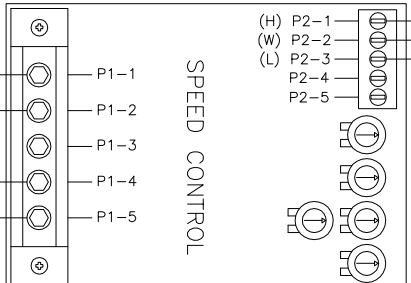 P1-1
P1-2
P1-3
P1-4
P1-5
SPEED CONTROL
(H) P2-1
(W) P2-2
(L) P2-3
P2-4
P2-5